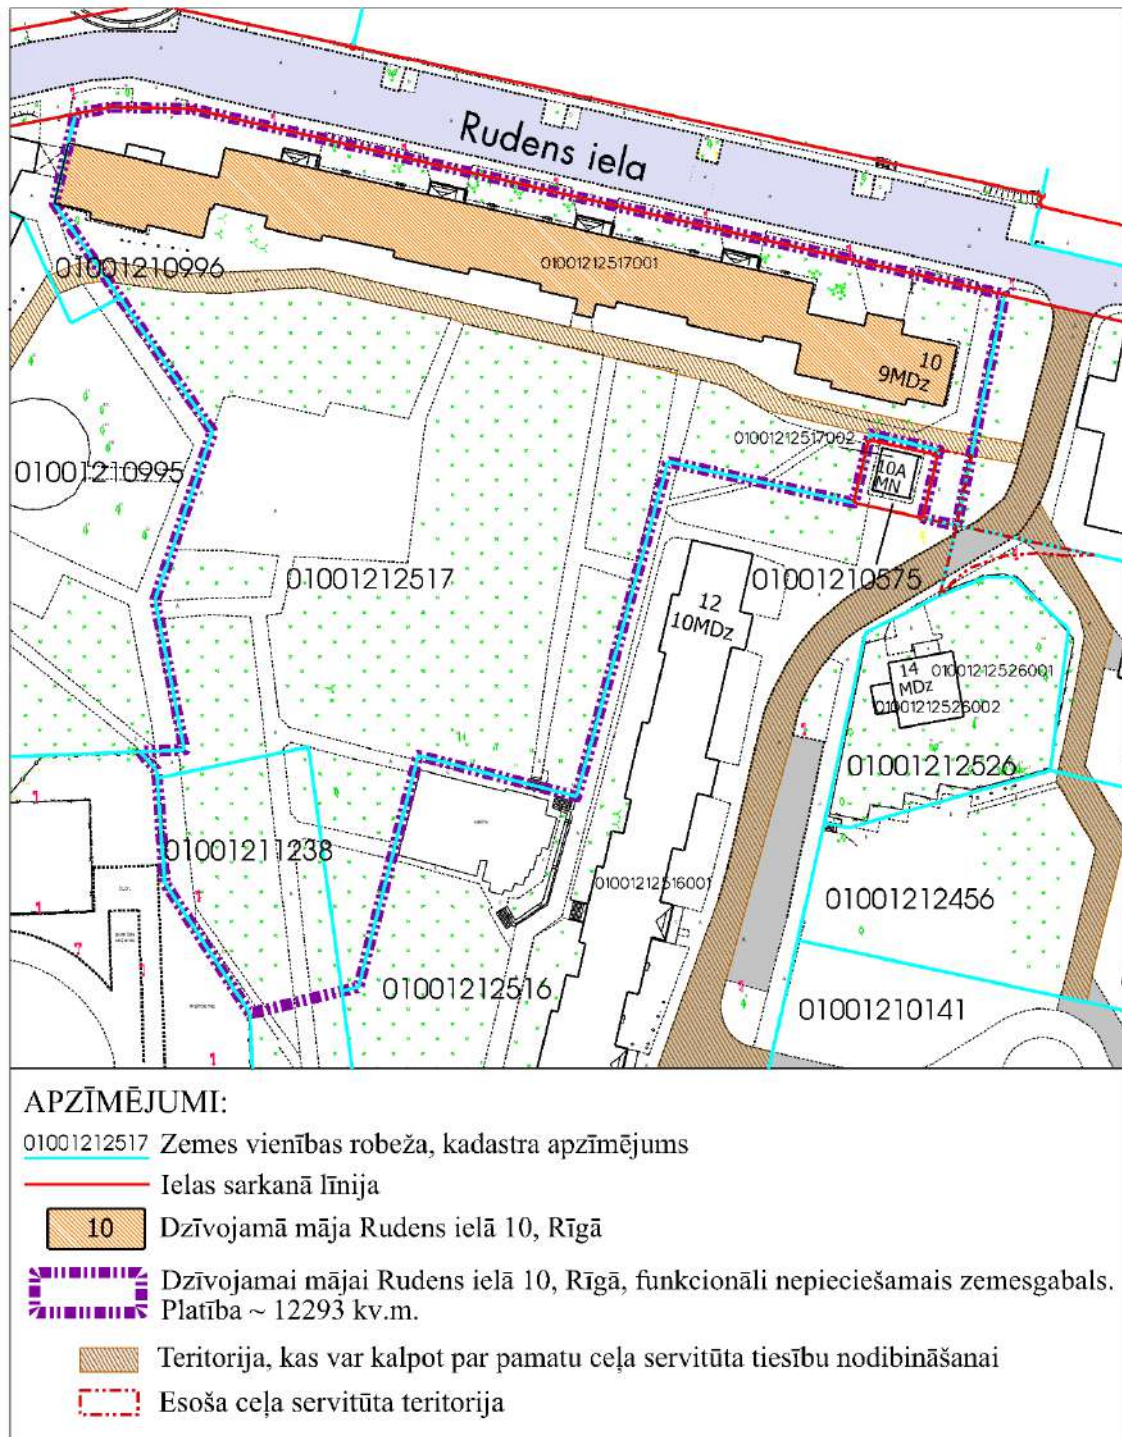 Rudens iela
01001210996
01001212517001
10
9MDz
01001212517002
01001210995
10A
MN
01001212517
01001210575
12
10MDz
14
MDz
01001212526001
01001212526002
01001212526
01001211238
01001212516001
01001212456
01001212516
01001210141
APZĪMĒJUMI:
01001212517 Zemes vienības robeža, kadastra apzīmējums
Ielas sarkanā līnija
10 Dzīvojamā māja Rudens ielā 10, Rīgā
Dzīvojamai mājai Rudens ielā 10, Rīgā, funkcionāli nepieciešamais zemesgabals.
Platība ~ 12293 kv.m.
Teritorija, kas var kalpot par pamatu ceļa servitūta tiesību nodibināšanai
Esoša ceļa servitūta teritorija